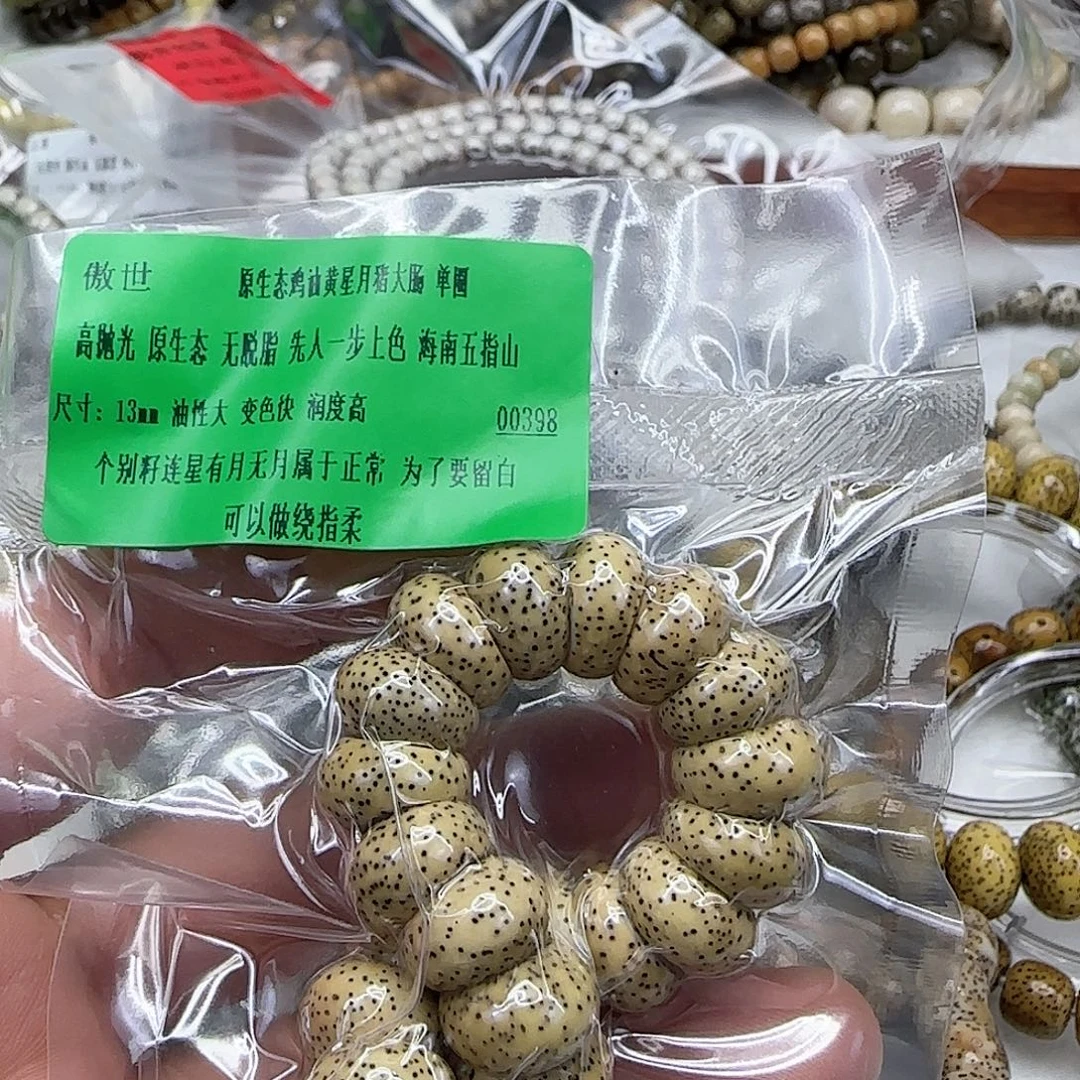 傲世 原生态鸡油黄星月猪大肠 单圈
高抛光 原生态 无脱脂 先人一步上色 海南五指山
尺寸：13mm 油性大 变色快 润度高 00398
个别籽连星有月无月属于正常 为了要留白
可以做绕指柔